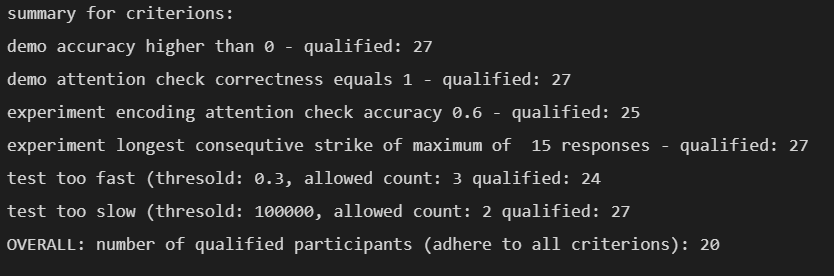 summary for criterions:
demo accuracy higher than 0 - qualified: 27
demo attention check correctness equals 1 - qualified: 27
experiment encoding attention check accuracy 0.6 - qualified: 25
experiment longest consequtive strike of maximum of  15 responses - qualified: 27
test too fast (thresold: 0.3, allowed count: 3 qualified: 24
test too slow (thresold: 100000, allowed count: 2 qualified: 27
OVERALL: number of qualified participants (adhere to all criterions): 20